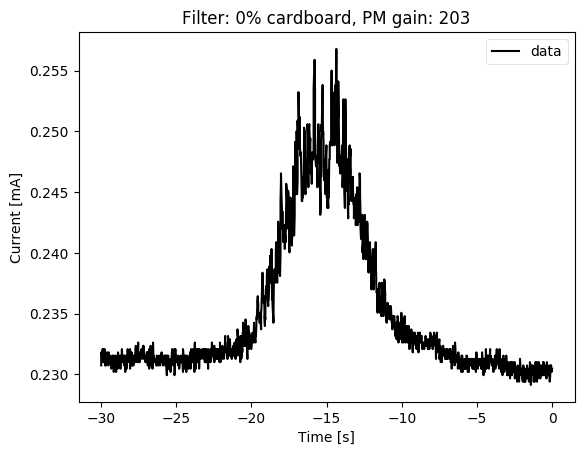 Filter: 0% cardboard, PM gain: 203
data
0.255
0.250
0.245
0.240
0.235
0.230
Current [mA]
−30 −25 −20 −15 −10 −5 0
Time [s]